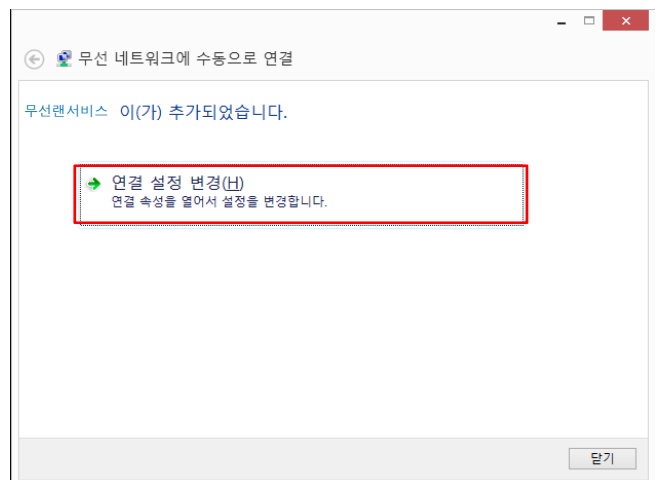 무선 네트워크에 수동으로 연결
무선랜서비스 이(가) 추가되었습니다.
연결 설정 변경(H)
연결 속성을 열어서 설정을 변경합니다.
닫기